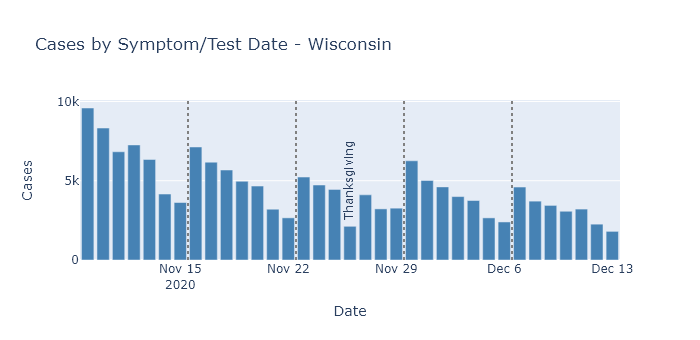 Cases by Symptom/Test Date - Wisconsin
10k
5k
0
Cases
Thanksgiving
Nov 15
2020
Nov 22
Nov 29
Dec 6
Dec 13
Date